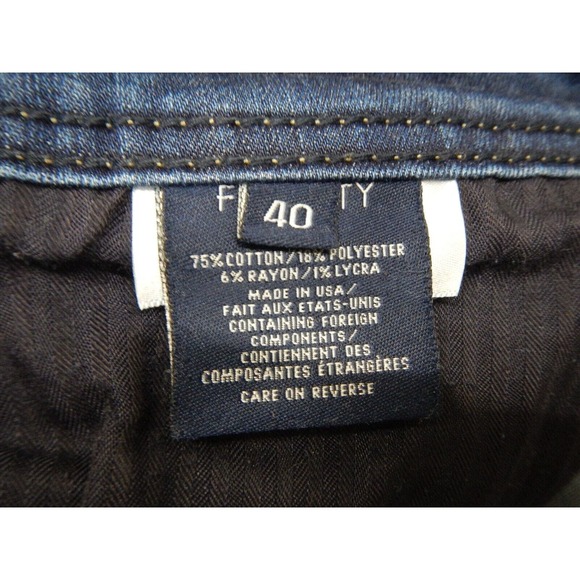 F TY
40
75% COTTON/18% POLYESTER
6% RAYON/1% LYCRA
MADE IN USA/
FAIT AUX ETATS-UNIS
CONTAINING FOREIGN
COMPONENTS/
CONTIENNENT DES
COMPOSANTES ÉTRANGÈRES
CARE ON REVERSE